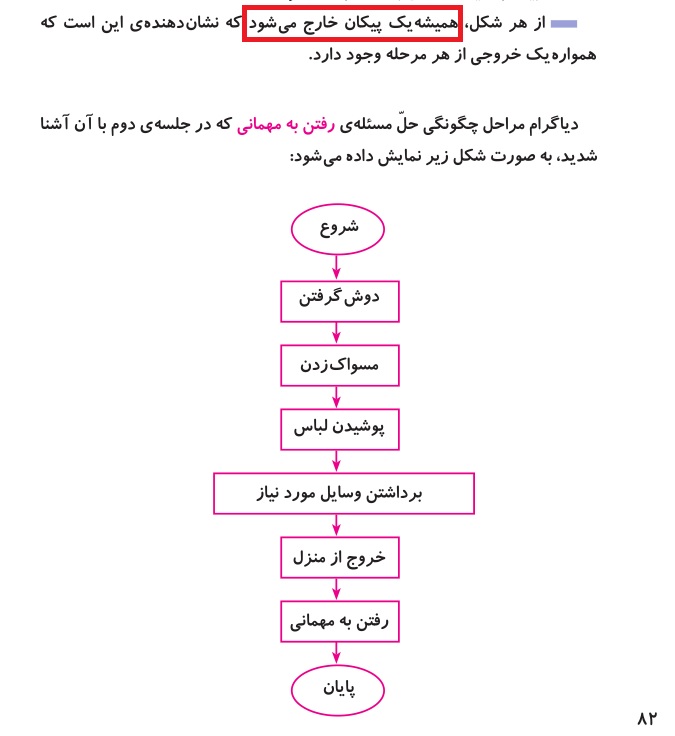 از هر شکل، همیشه یک پیکان خارج می‌شود که نشان‌دهنده‌ی این است که
همواره یک خروجی از هر مرحله وجود دارد.
دیاگرام مراحل چگونگی حلّ مسئله‌ی رفتن به مهمانی که در جلسه‌ی دوم با آن آشنا
شدید، به صورت شکل زیر نمایش داده می‌شود:
شروع
دوش گرفتن
مسواک زدن
پوشیدن لباس
برداشتن وسایل مورد نیاز
خروج از منزل
رفتن به مهمانی
پایان
۸۲